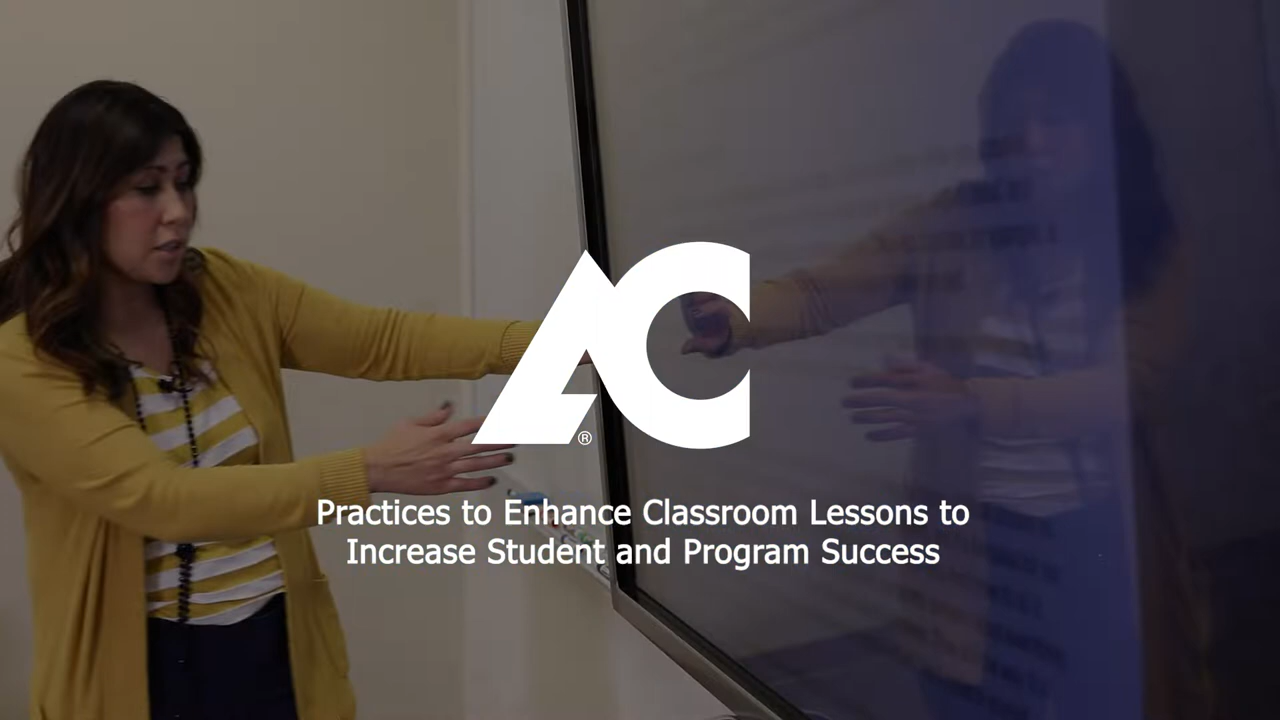 AC
®
Practices to Enhance Classroom Lessons to
Increase Student and Program Success